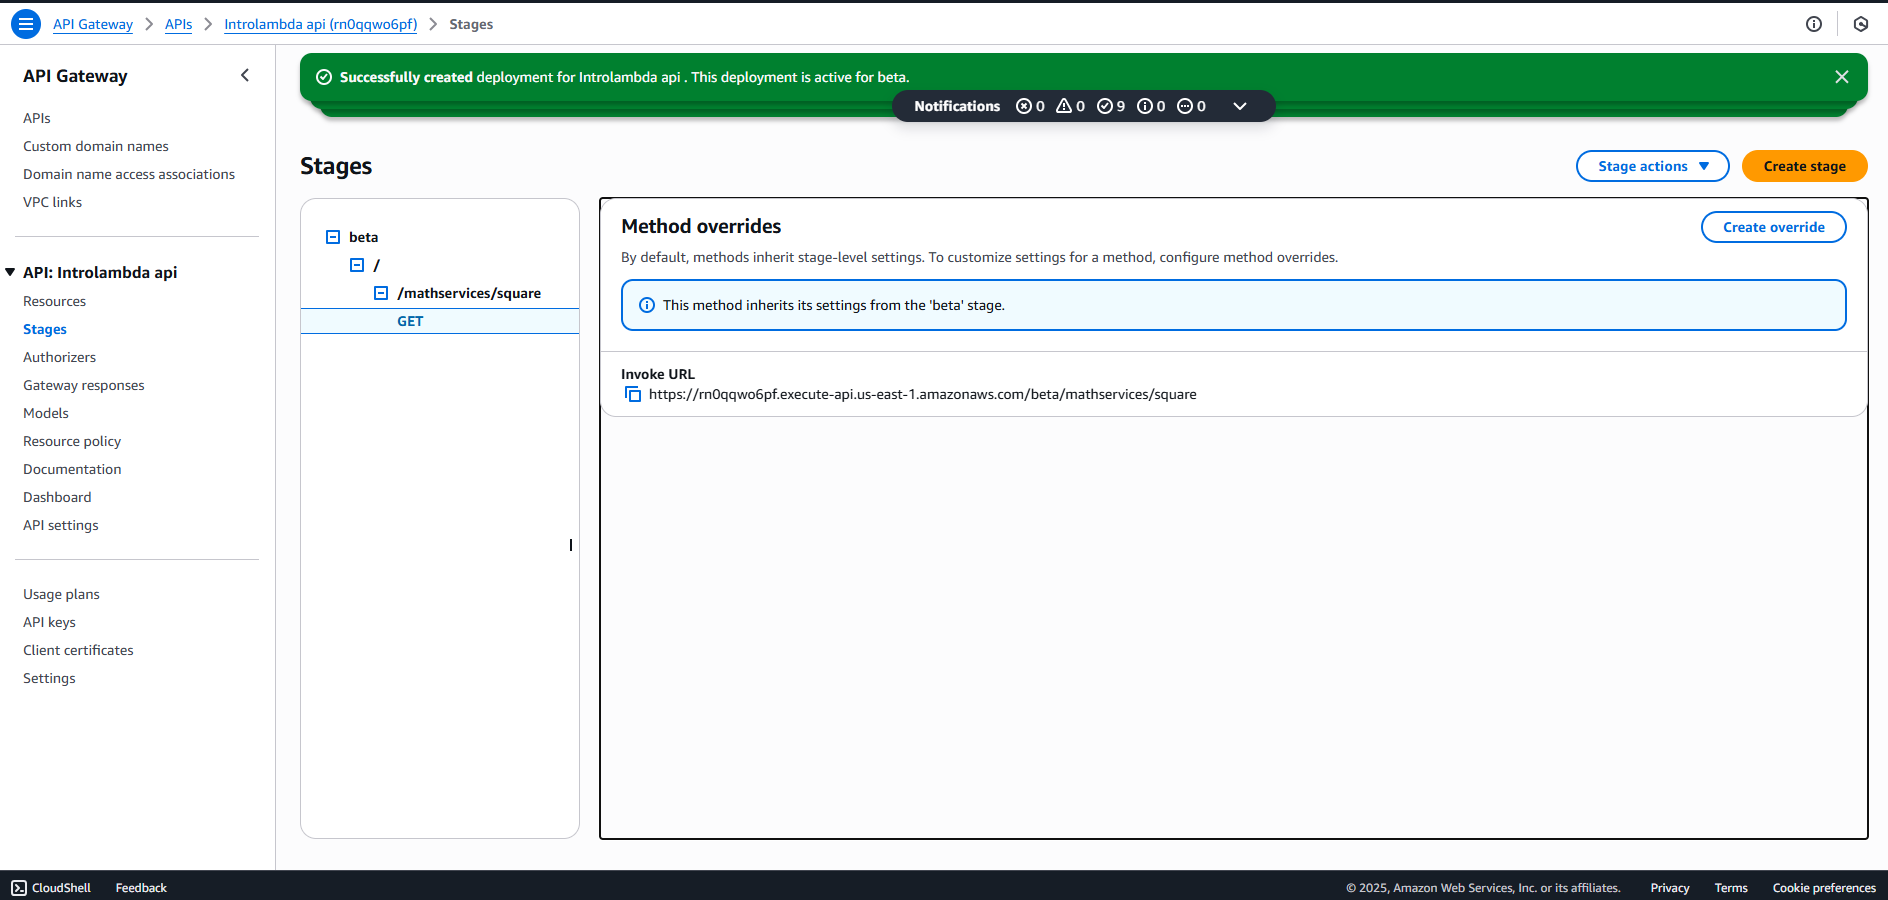 API Gateway > APIs > Introlambda api (rn0qqwo6pf) > Stages
API Gateway
APIs
Custom domain names
Domain name access associations
VPC links
API: Introlambda api
Resources
Stages
Authorizers
Gateway responses
Models
Resource policy
Documentation
Dashboard
API settings
Usage plans
API keys
Client certificates
Settings
Successfully created deployment for Introlambda api . This deployment is active for beta.
Notifications 0 0 9 0 0
Stages
Stage actions
Create stage
beta
/
/mathservices/square
GET
Method overrides
Create override
By default, methods inherit stage-level settings. To customize settings for a method, configure method overrides.
This method inherits its settings from the 'beta' stage.
Invoke URL
https://rn0qqwo6pf.execute-api.us-east-1.amazonaws.com/beta/mathservices/square
CloudShell Feedback © 2025, Amazon Web Services, Inc. or its affiliates. Privacy Terms Cookie preferences